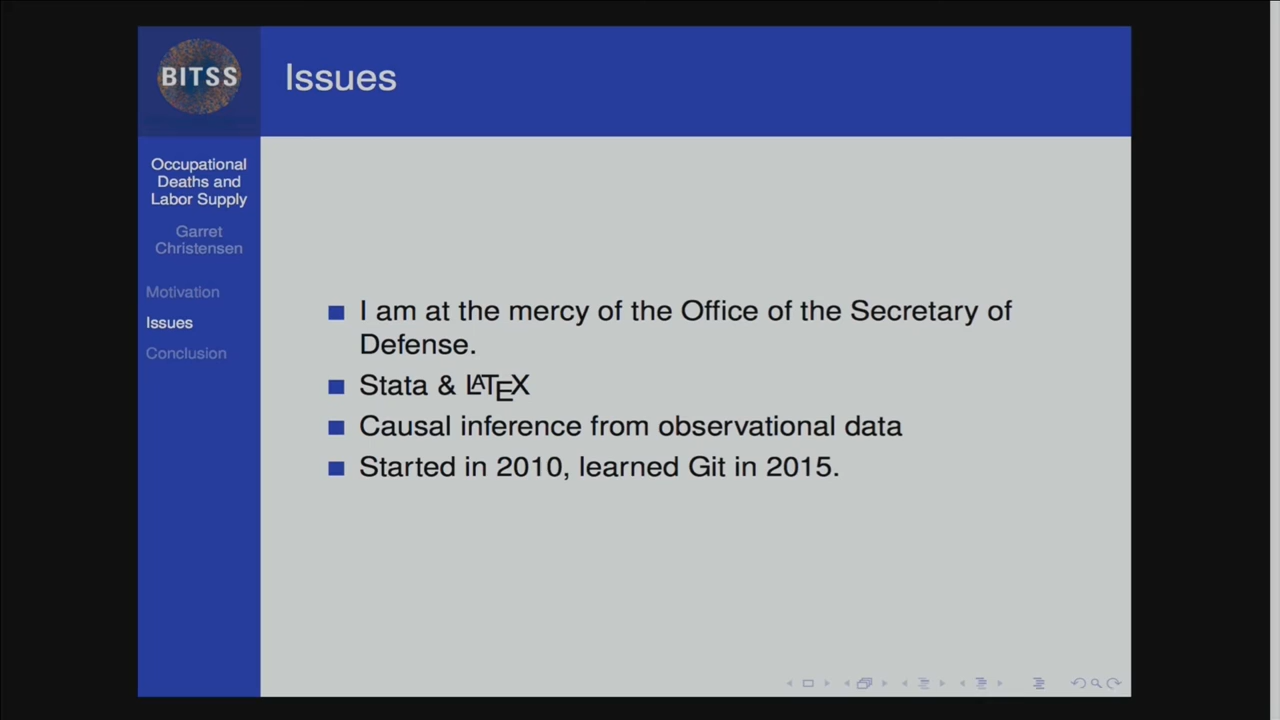 BITSS
Issues
Occupational
Deaths and
Labor Supply
Garret
Christensen
Motivation
Issues
Conclusion
I am at the mercy of the Office of the Secretary of
Defense.
Stata & LATEX
Causal inference from observational data
Started in 2010, learned Git in 2015.